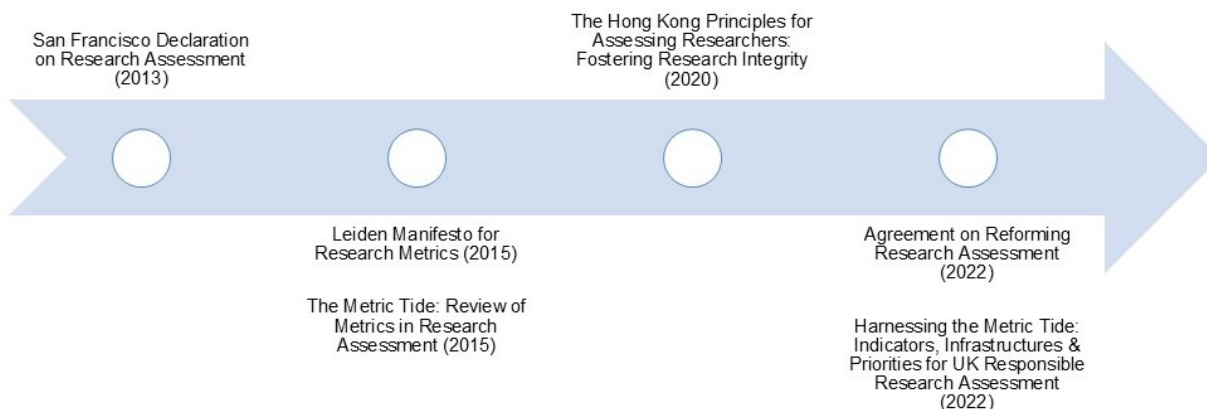 San Francisco Declaration
on Research Assessment
(2013)
Leiden Manifesto for
Research Metrics (2015)
The Metric Tide: Review of
Metrics in Research
Assessment (2015)
The Hong Kong Principles for
Assessing Researchers:
Fostering Research Integrity
(2020)
Agreement on Reforming
Research Assessment
(2022)
Harnessing the Metric Tide:
Indicators, Infrastructures &
Priorities for UK Responsible
Research Assessment
(2022)